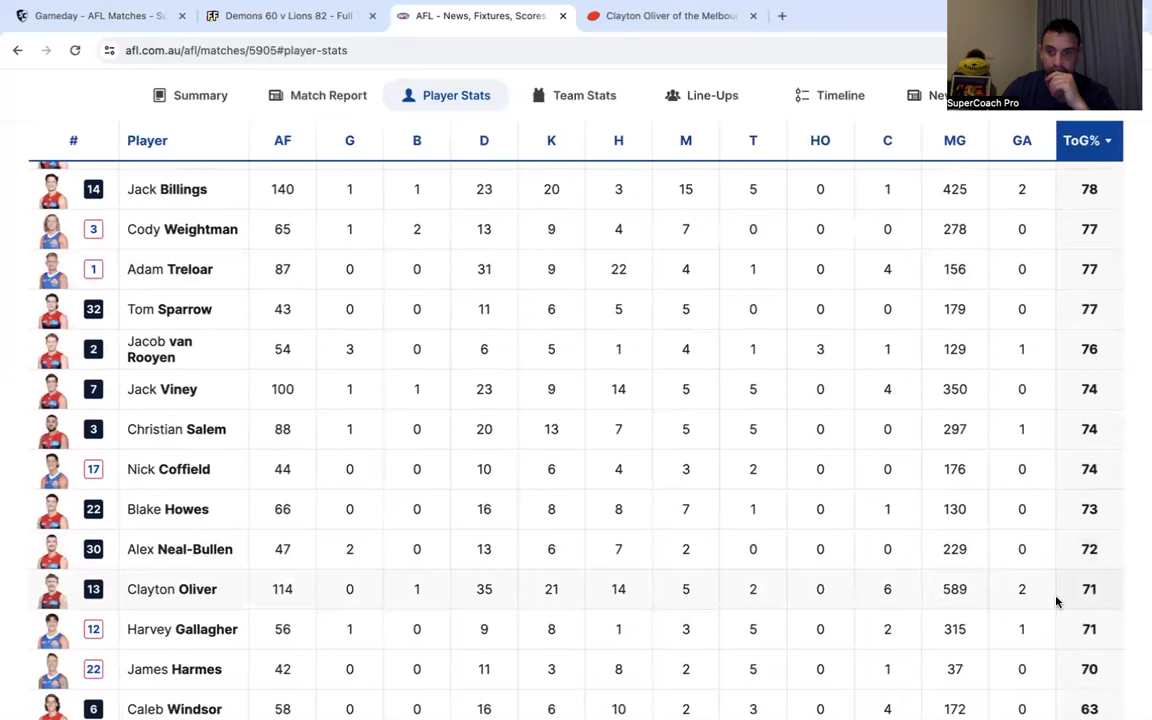 Gameday - AFL Matches - Su
Demons 60 v Lions 82 - Full
AFL - News, Fixtures, Scores
Clayton Oliver of the Melbou
afl.com.au/afl/matches/5905#player-stats
SuperCoach Pro
Summary Match Report Player Stats Team Stats Line-Ups Timeline
# Player AF G B D K H M T HO C MG GA ToG%
14 Jack Billings 140 1 1 23 20 3 15 5 0 1 425 2 78
3 Cody Weightman 65 1 2 13 9 4 7 0 0 0 278 0 77
1 Adam Treloar 87 0 0 31 9 22 4 1 0 4 156 0 77
32 Tom Sparrow 43 0 0 11 6 5 5 0 0 0 179 0 77
2 Jacob van Rooyen 54 3 0 6 5 1 4 1 3 1 129 1 76
7 Jack Viney 100 1 1 23 9 14 5 5 0 4 350 0 74
3 Christian Salem 88 1 0 20 13 7 5 5 0 0 297 1 74
17 Nick Coffield 44 0 0 10 6 4 3 2 0 0 176 0 74
22 Blake Howes 66 0 0 16 8 8 7 1 0 1 130 0 73
30 Alex Neal-Bullen 47 2 0 13 6 7 2 0 0 0 229 0 72
13 Clayton Oliver 114 0 1 35 21 14 5 2 0 6 589 2 71
12 Harvey Gallagher 56 1 0 9 8 1 3 5 0 2 315 1 71
22 James Harmes 42 0 0 11 3 8 2 5 0 1 37 0 70
6 Caleb Windsor 58 0 0 16 6 10 2 3 0 4 172 0 63